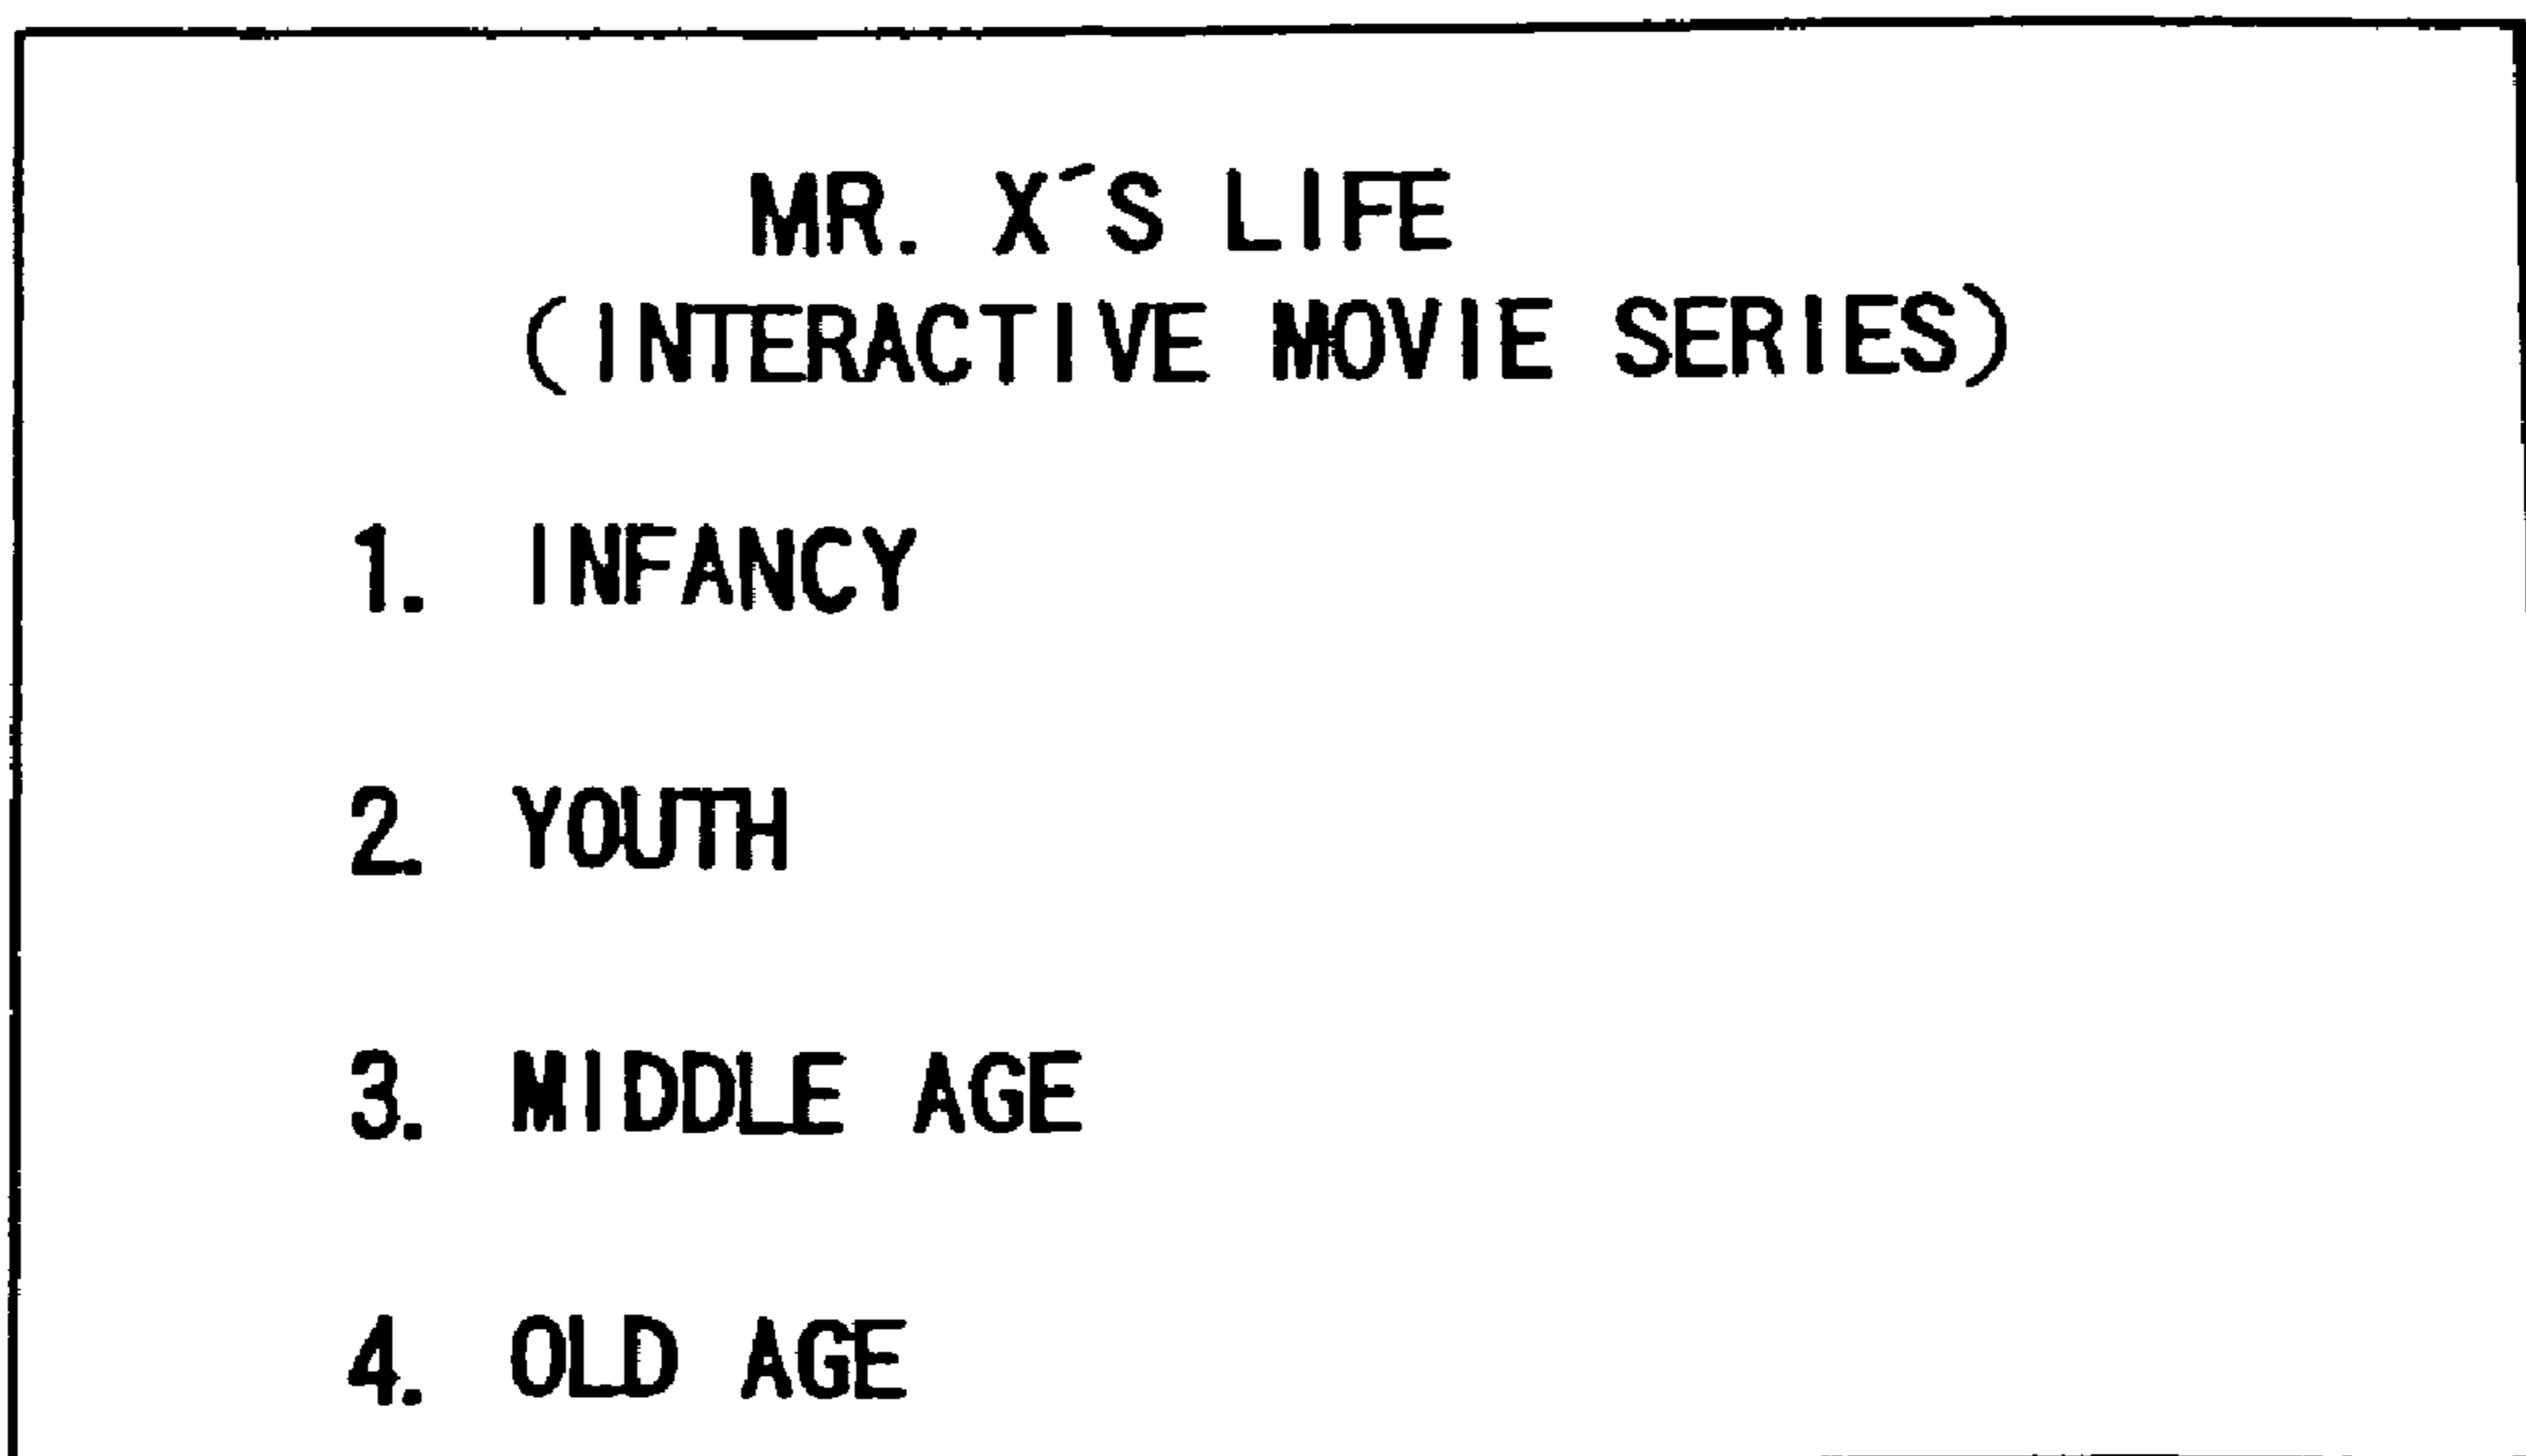 MR. X´S LIFE
(INTERACTIVE MOVIE SERIES)
1. INFANCY
2. YOUTH
3. MIDDLE AGE
4. OLD AGE